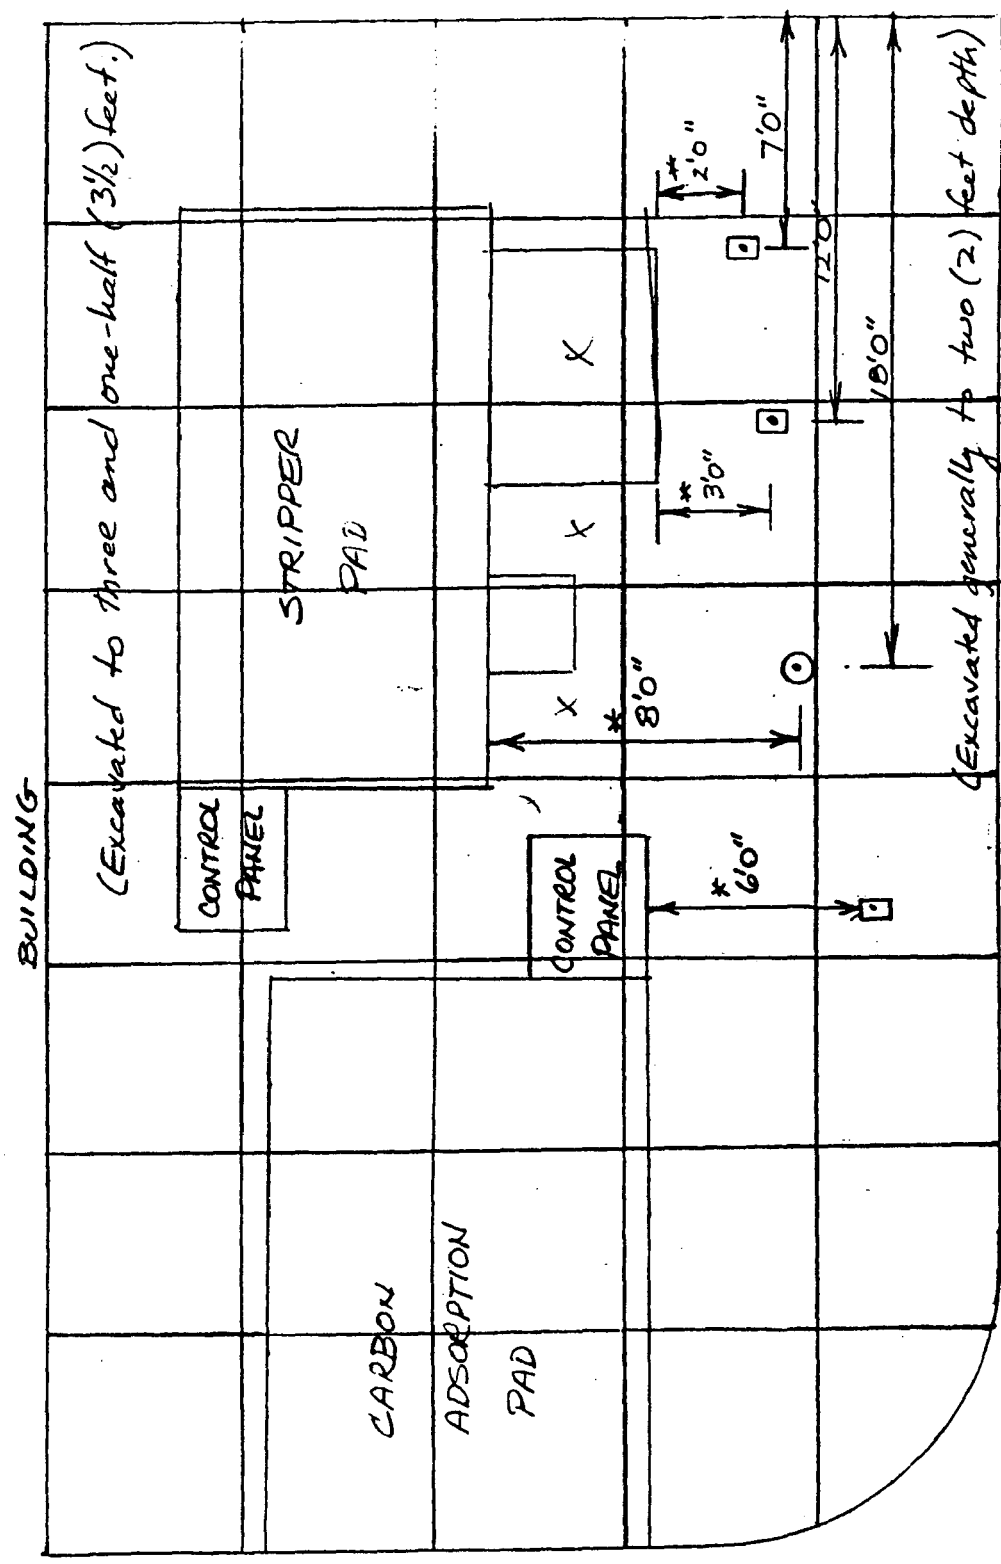 BUILDING
(Excavated to three and one-half (3½) feet.)
CONTROL
PANEL
STRIPPER
PAD
CARBON
ADSORPTION
PAD
CONTROL
PANEL
X
X
X
*
8'0"
*
6'0"
*
3'0"
*
2'0"
7'0"
12'0"
18'0"
(Excavated generally to two (2) feet depth)